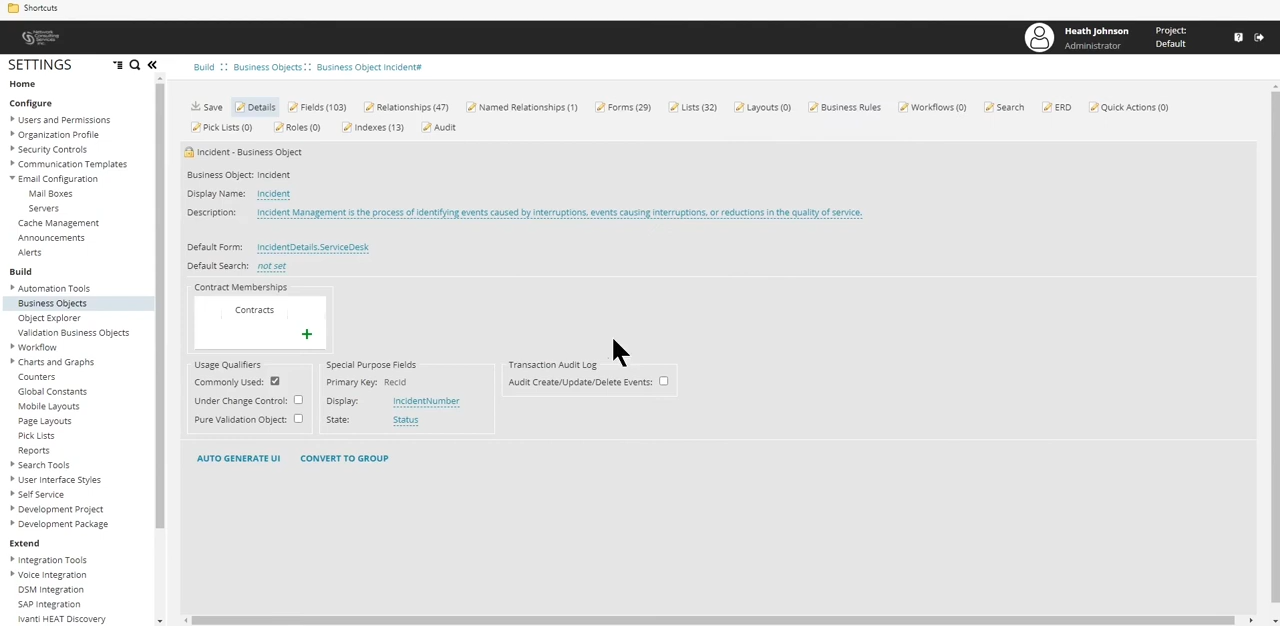 Shortcuts
Network Consulting Services Inc.
Heath Johnson
Administrator
Project:
Default
SETTINGS
Build :: Business Objects:: Business Object Incident#
Home
Configure
Users and Permissions
Organization Profile
Security Controls
Communication Templates
Email Configuration
Mail Boxes
Servers
Cache Management
Announcements
Alerts
Build
Automation Tools
Business Objects
Object Explorer
Validation Business Objects
Workflow
Charts and Graphs
Counters
Global Constants
Mobile Layouts
Page Layouts
Pick Lists
Reports
Search Tools
User Interface Styles
Self Service
Development Project
Development Package
Extend
Integration Tools
Voice Integration
DSM Integration
SAP Integration
Ivanti HEAT Discovery
Save Details Fields (103) Relationships (47) Named Relationships (1) Forms (29) Lists (32) Layouts (0) Business Rules Workflows (0) Search ERD Quick Actions (0)
Pick Lists (0) Roles (0) Indexes (13) Audit
Incident - Business Object
Business Object: Incident
Display Name: Incident
Description: Incident Management is the process of identifying events caused by interruptions, events causing interruptions, or reductions in the quality of service.
Default Form: IncidentDetails.ServiceDesk
Default Search: not set
Contract Memberships
Contracts
Usage Qualifiers
Commonly Used:
Under Change Control:
Pure Validation Object:
Special Purpose Fields
Primary Key: RecId
Display: IncidentNumber
State: Status
Transaction Audit Log
Audit Create/Update/Delete Events:
AUTO GENERATE UI CONVERT TO GROUP